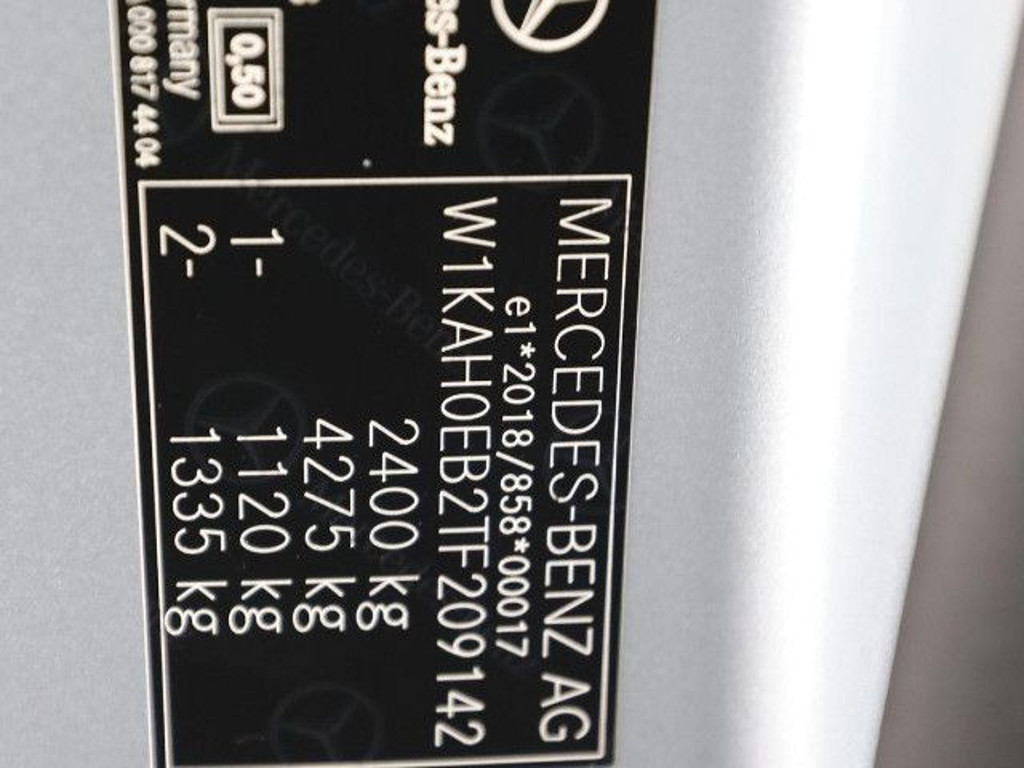 Mercedes-Benz
0,50
000 817 44 04
MERCEDES-BENZ AG
e1*2018/858*00017
W1KAH0EB2TF209142
2400 kg
4275 kg
1- 1120 kg
2- 1335 kg